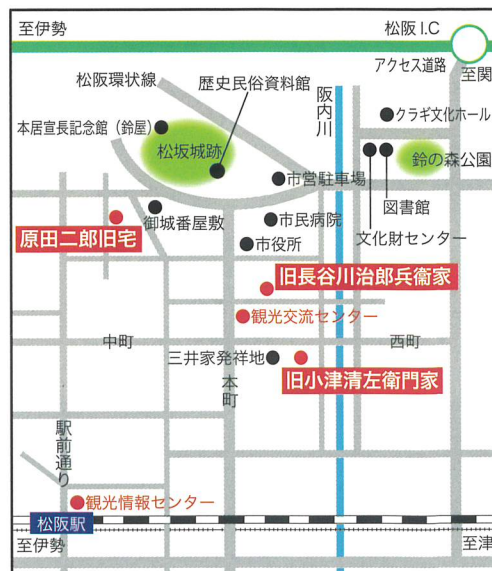 至伊勢
松阪I.C
アクセス道路
至関
松阪環状線
歴史民俗資料館
阪内川
本居宣長記念館（鈴屋）
クラギ文化ホール
松坂城跡
鈴の森公園
市営駐車場
図書館
御城番屋敷
市民病院
文化財センター
原田二郎旧宅
市役所
旧長谷川治郎兵衞家
観光交流センター
中町
西町
三井家発祥地
本町
旧小津清左衛門家
駅前通り
観光情報センター
松阪駅
至伊勢
至津